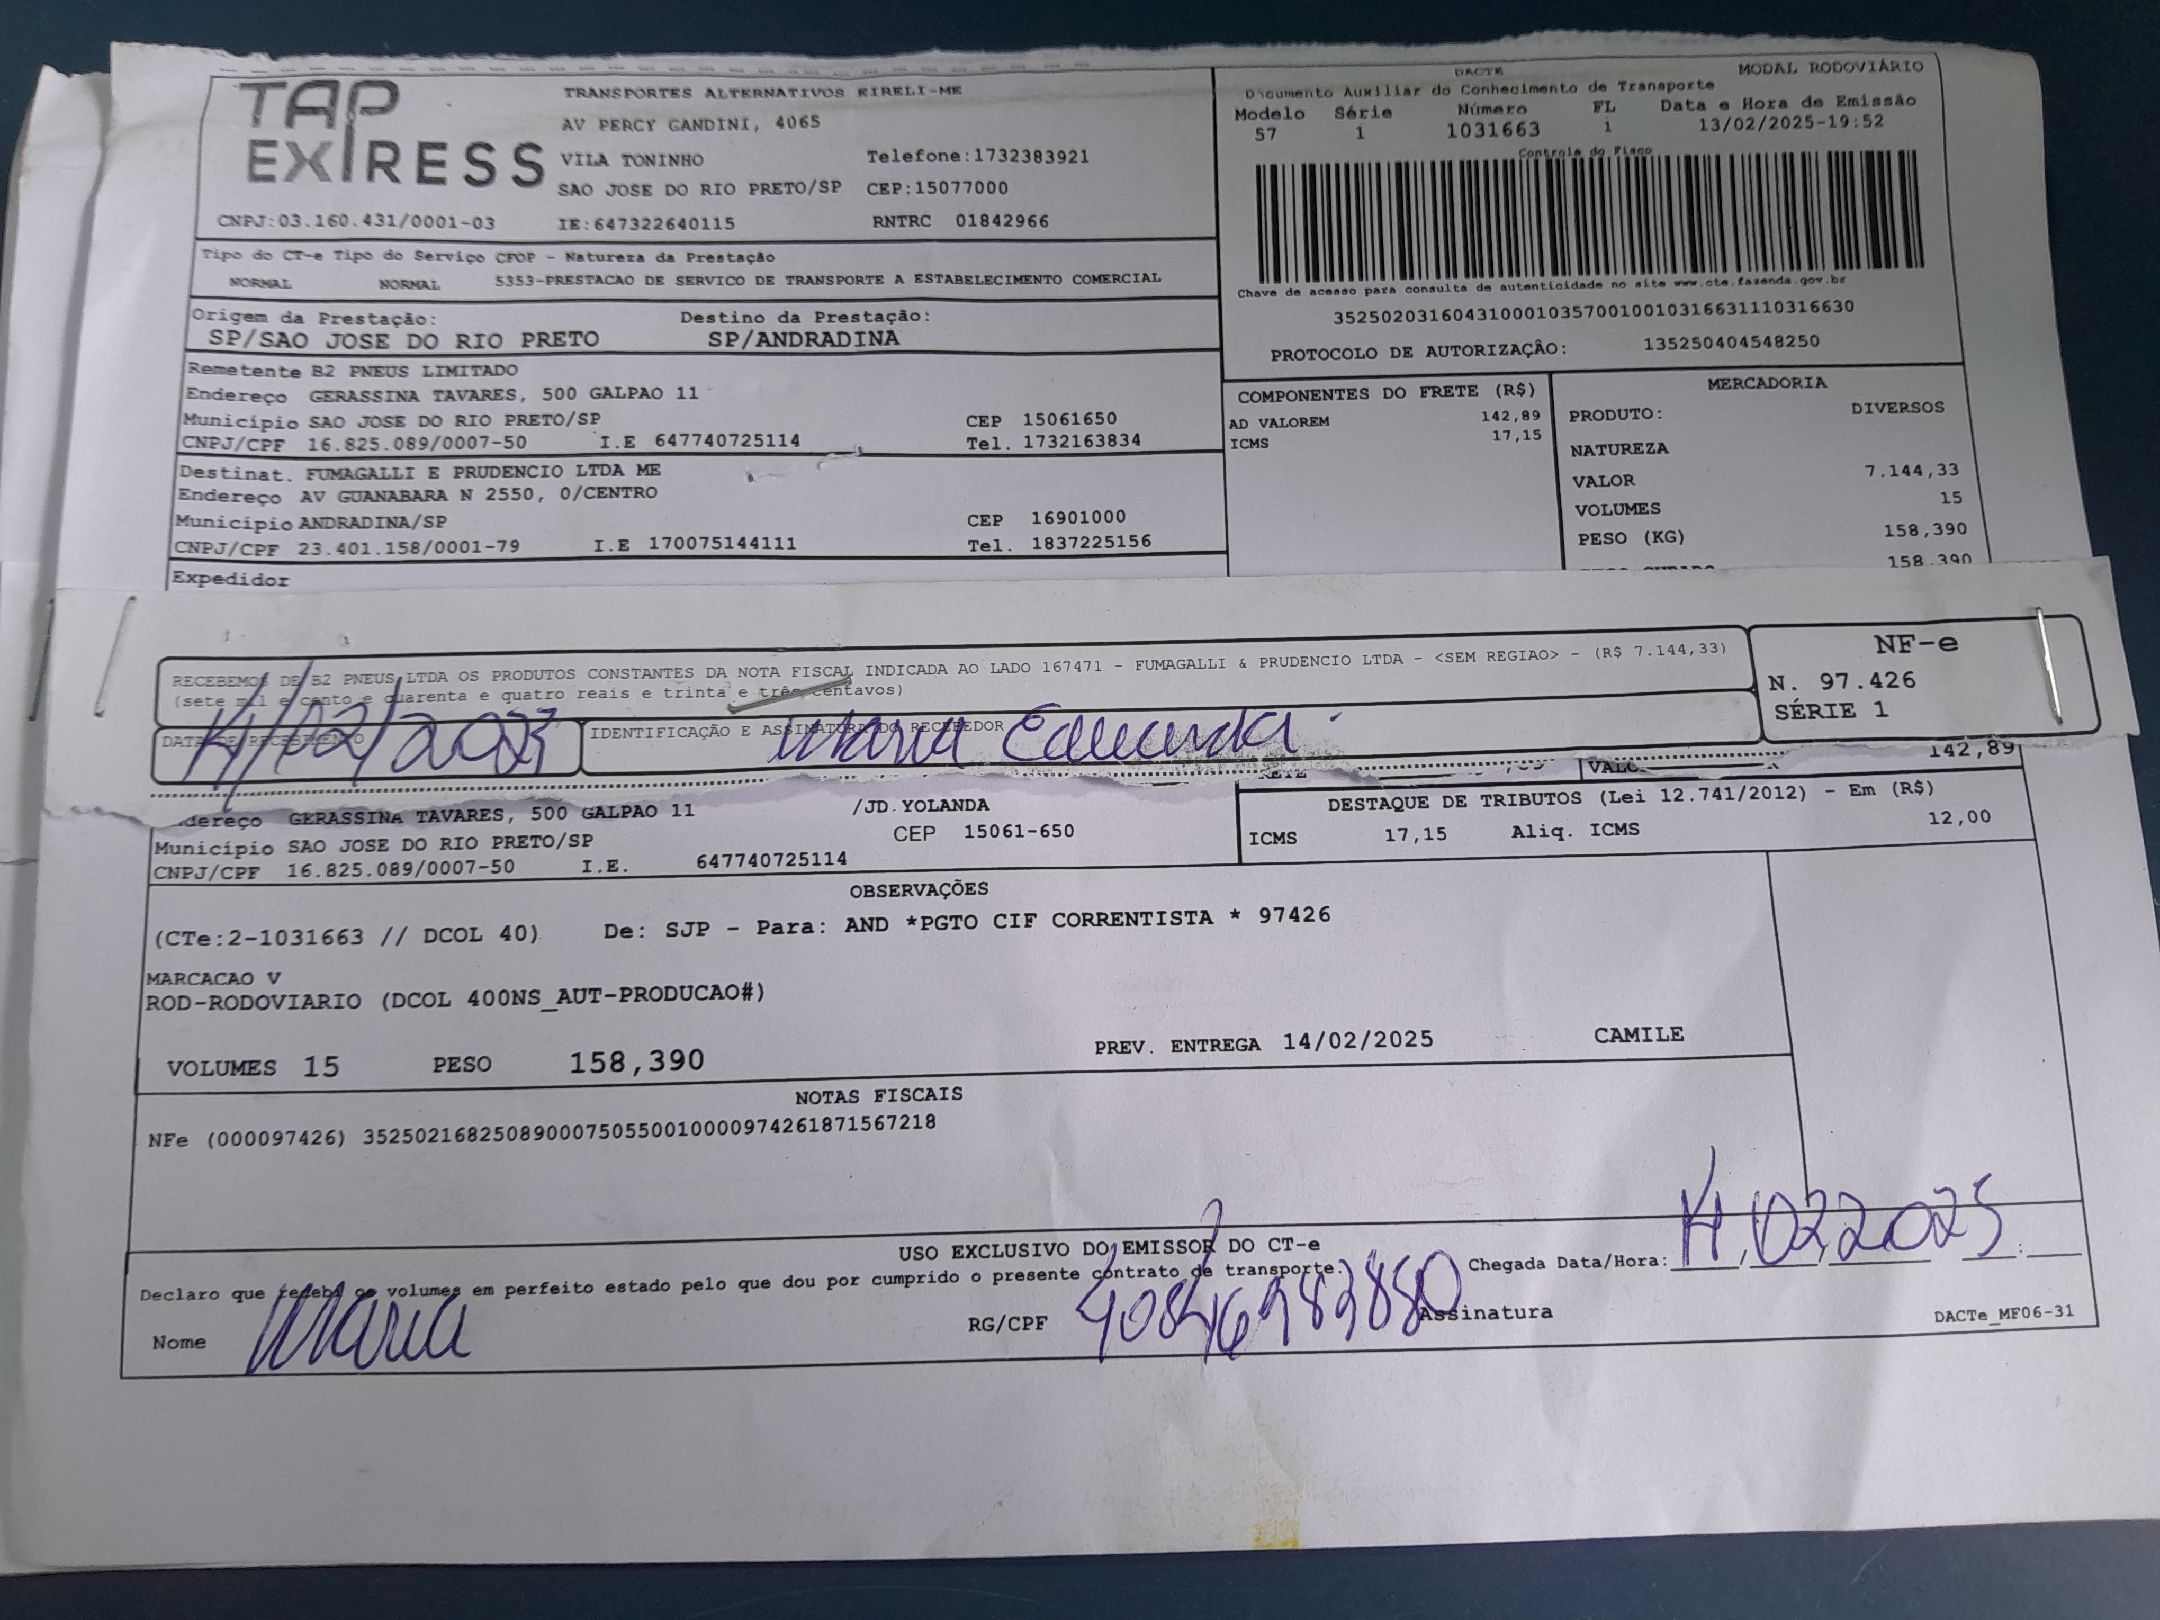 TAP EXPRESS
TRANSPORTES ALTERNATIVOS EIRELI-ME
AV PERCY GANDINI, 4065
VILA TONINHO Telefone:1732383921
SAO JOSE DO RIO PRETO/SP CEP:15077000
CNPJ:03.160.431/0001-03 IE:647322640115 RNTRC 01842966
DACTE MODAL RODOVIÁRIO
Documento Auxiliar do Conhecimento de Transporte
Modelo Série Número FL Data e Hora de Emissão
57 1 1031663 1 13/02/2025-19:52
Controle do Fisco
Chave de acesso para consulta de autenticidade no site www.cte.fazenda.gov.br
35250203160431000103570010010316631110316630
PROTOCOLO DE AUTORIZAÇÃO: 135250404548250
Tipo do CT-e Tipo do Serviço CFOP - Natureza da Prestação
NORMAL NORMAL 5353-PRESTACAO DE SERVICO DE TRANSPORTE A ESTABELECIMENTO COMERCIAL
Origem da Prestação: Destino da Prestação:
SP/SAO JOSE DO RIO PRETO SP/ANDRADINA
Remetente B2 PNEUS LIMITADO
Endereço GERASSINA TAVARES, 500 GALPAO 11
Município SAO JOSE DO RIO PRETO/SP CEP 15061650
CNPJ/CPF 16.825.089/0007-50 I.E 647740725114 Tel. 1732163834
Destinat. FUMAGALLI E PRUDENCIO LTDA ME
Endereço AV GUANABARA N 2550, 0/CENTRO
Município ANDRADINA/SP CEP 16901000
CNPJ/CPF 23.401.158/0001-79 I.E 170075144111 Tel. 1837225156
Expedidor
COMPONENTES DO FRETE (R$)
AD VALOREM 142,89
ICMS 17,15
MERCADORIA
PRODUTO: DIVERSOS
NATUREZA
VALOR 7.144,33
VOLUMES 15
PESO (KG) 158,390
158,390
RECEBEMOS DE B2 PNEUS LTDA OS PRODUTOS CONSTANTES DA NOTA FISCAL INDICADA AO LADO 167471 - FUMAGALLI & PRUDENCIO LTDA - <SEM REGIAO> - (R$ 7.144,33)
(sete mil e cento e quarenta e quatro reais e trinta e três centavos)
DATA DE RECEBIMENTO 14/02/2025
IDENTIFICAÇÃO E ASSINATURA DO RECEBEDOR Maria Eduarda
NF-e
N. 97.426
SÉRIE 1
142,89
Endereço GERASSINA TAVARES, 500 GALPAO 11 /JD.YOLANDA
Município SAO JOSE DO RIO PRETO/SP CEP 15061-650
CNPJ/CPF 16.825.089/0007-50 I.E. 647740725114
DESTAQUE DE TRIBUTOS (Lei 12.741/2012) - Em (R$)
ICMS 17,15 Aliq. ICMS 12,00
OBSERVAÇÕES
(CTe:2-1031663 // DCOL 40) De: SJP - Para: AND *PGTO CIF CORRENTISTA * 97426
MARCACAO V
ROD-RODOVIARIO (DCOL 400NS_AUT-PRODUCAO#)
VOLUMES 15 PESO 158,390 PREV. ENTREGA 14/02/2025 CAMILE
NOTAS FISCAIS
NFe (000097426) 35250216825089000750550010000974261871567218
USO EXCLUSIVO DO EMISSOR DO CT-e
Declaro que recebi os volumes em perfeito estado pelo que dou por cumprido o presente contrato de transporte. Chegada Data/Hora: 14/02/2025 __:__
Nome Maria RG/CPF Assinatura
DACTe_MF06-31